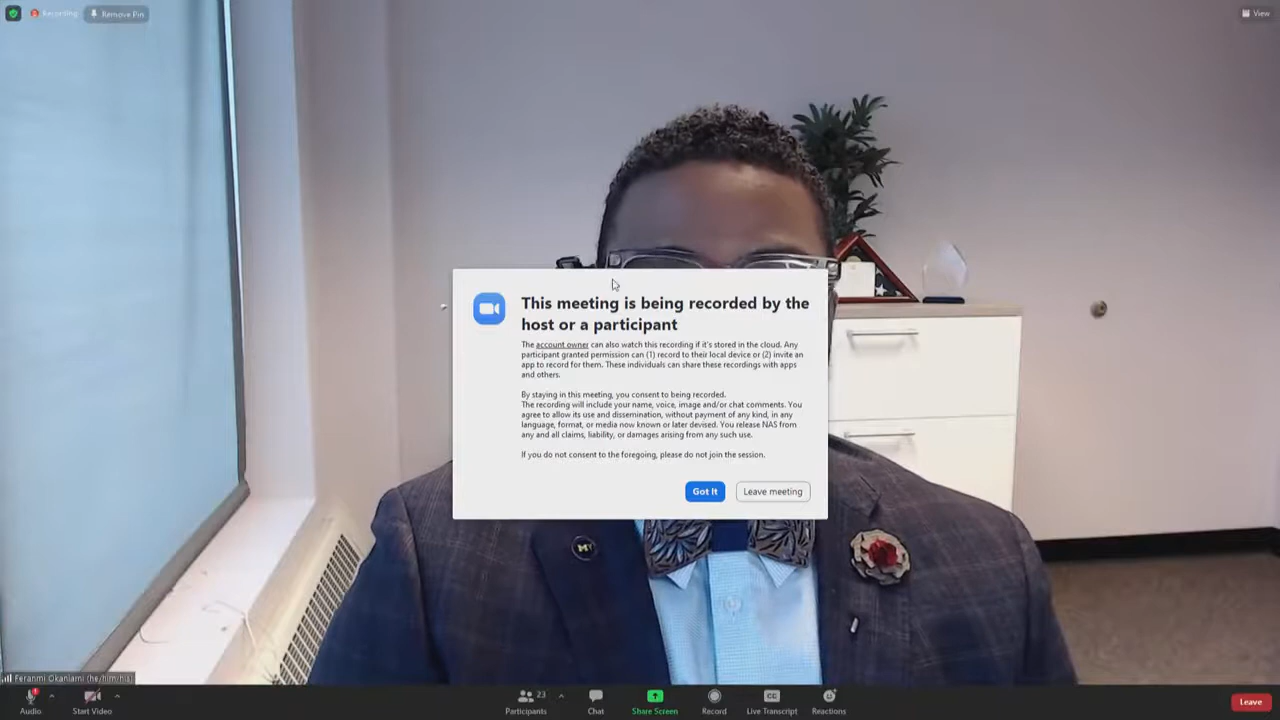 Recording
Remove Pin
View
This meeting is being recorded by the
host or a participant
The account owner can also watch this recording if it's stored in the cloud. Any
participant granted permission can (1) record to their local device or (2) invite an
app to record for them. These individuals can share these recordings with apps
and others.
By staying in this meeting, you consent to being recorded.
The recording will include your name, voice, image and/or chat comments. You
agree to allow its use and dissemination, without payment of any kind, in any
language, format, or media now known or later devised. You release NAS from
any and all claims, liability, or damages arising from any such use.
If you do not consent to the foregoing, please do not join the session.
Got It
Leave meeting
M
Feranmi Okanlami (he/him/his)
Audio
Start Video
23
Participants
Chat
Share Screen
Record
CC
Live Transcript
Reactions
Leave